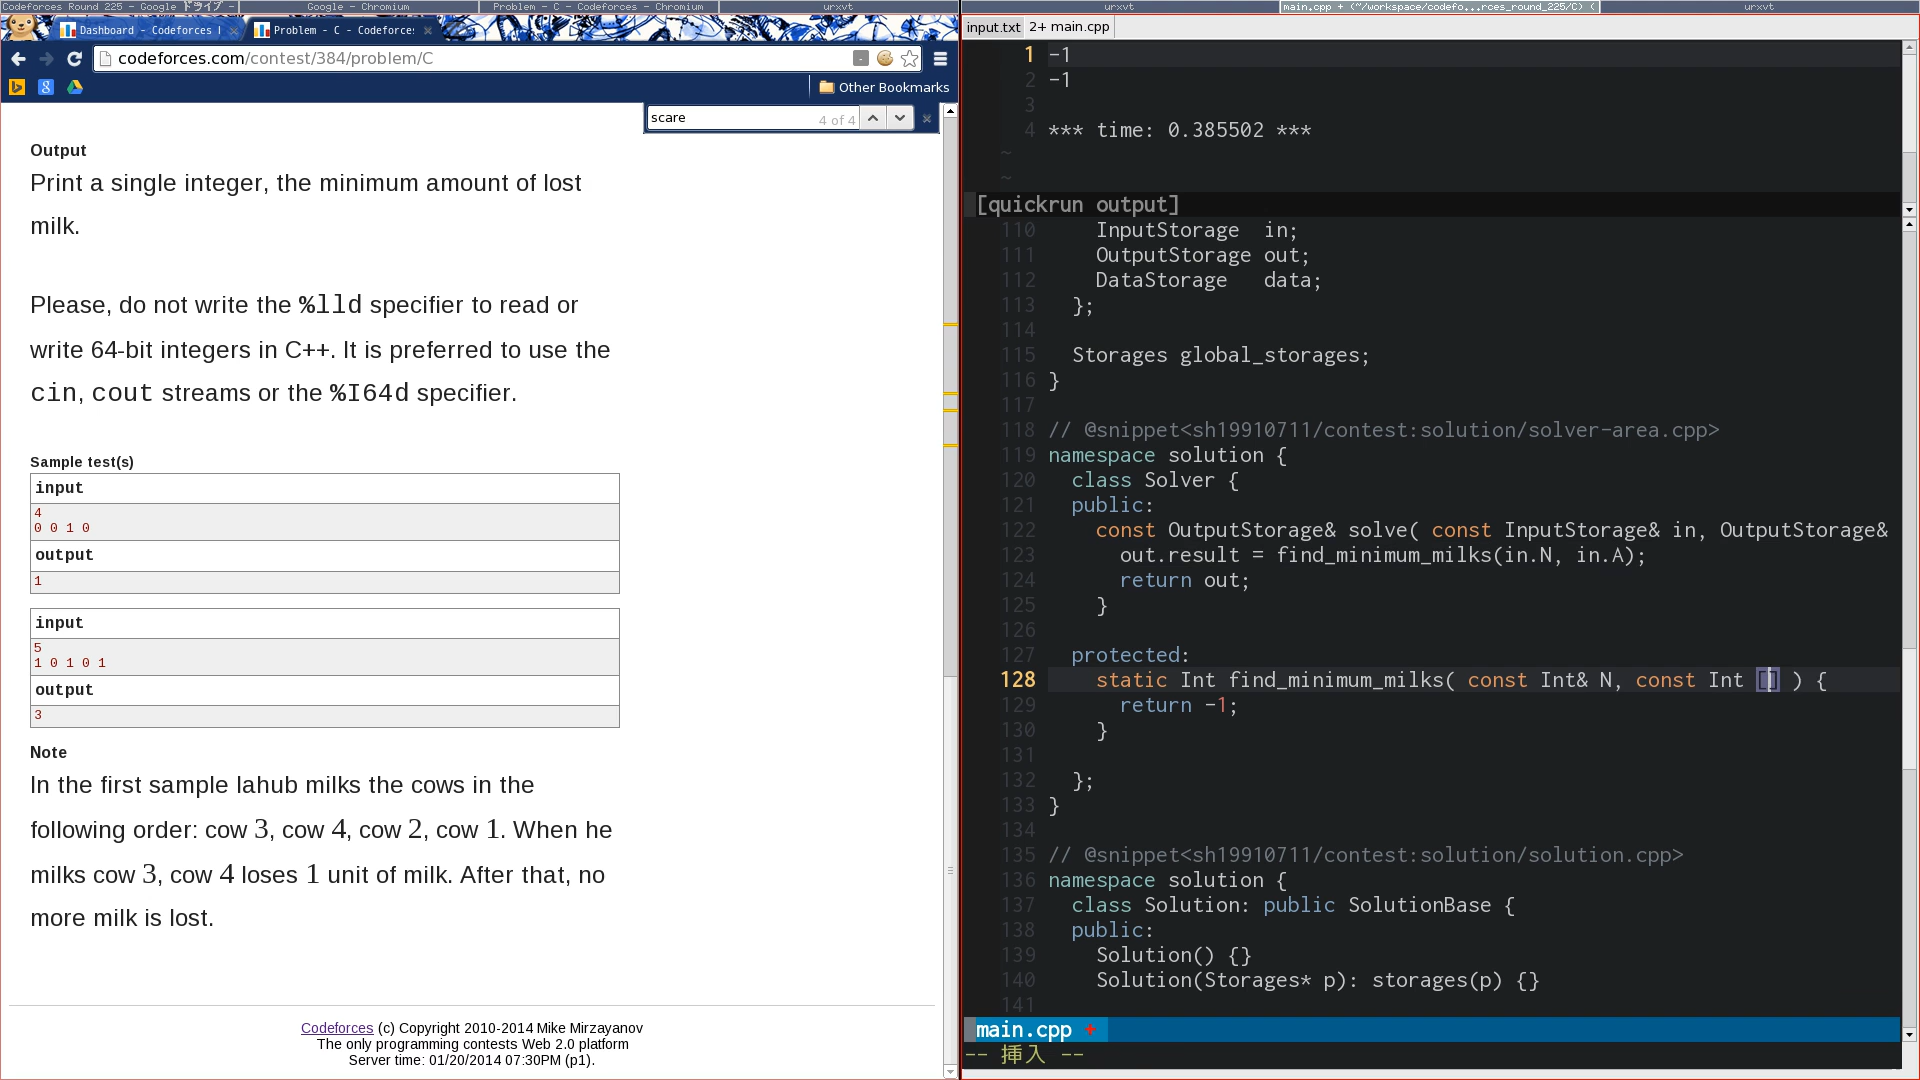 Codeforces Round 225 - Google ドライブ -
Google - Chromium
Problem - C - Codeforces - Chromium
urxvt
urxvt
main.cpp + (~/workspace/codefo...rces_round_225/C) (
urxvt
Dashboard - Codeforces
Problem - C - Codeforces
codeforces.com/contest/384/problem/C
Other Bookmarks
scare
4 of 4
Output
Print a single integer, the minimum amount of lost
milk.
Please, do not write the %lld specifier to read or
write 64-bit integers in C++. It is preferred to use the
cin, cout streams or the %I64d specifier.
Sample test(s)
input
4
0 0 1 0
output
1
input
5
1 0 1 0 1
output
3
Note
In the first sample Iahub milks the cows in the
following order: cow 3, cow 4, cow 2, cow 1. When he
milks cow 3, cow 4 loses 1 unit of milk. After that, no
more milk is lost.
Codeforces (c) Copyright 2010-2014 Mike Mirzayanov
The only programming contests Web 2.0 platform
Server time: 01/20/2014 07:30PM (p1).
input.txt
2+ main.cpp
1 -1
2 -1
3
4 *** time: 0.385502 ***
~
~
[quickrun output]
110 InputStorage in;
111 OutputStorage out;
112 DataStorage data;
113 };
114
115 Storages global_storages;
116 }
117
118 // @snippet<sh19910711/contest:solution/solver-area.cpp>
119 namespace solution {
120 class Solver {
121 public:
122 const OutputStorage& solve( const InputStorage& in, OutputStorage&
123 out.result = find_minimum_milks(in.N, in.A);
124 return out;
125 }
126
127 protected:
128 static Int find_minimum_milks( const Int& N, const Int [] ) {
129 return -1;
130 }
131
132 };
133 }
134
135 // @snippet<sh19910711/contest:solution/solution.cpp>
136 namespace solution {
137 class Solution: public SolutionBase {
138 public:
139 Solution() {}
140 Solution(Storages* p): storages(p) {}
141
main.cpp +
-- 挿入 --